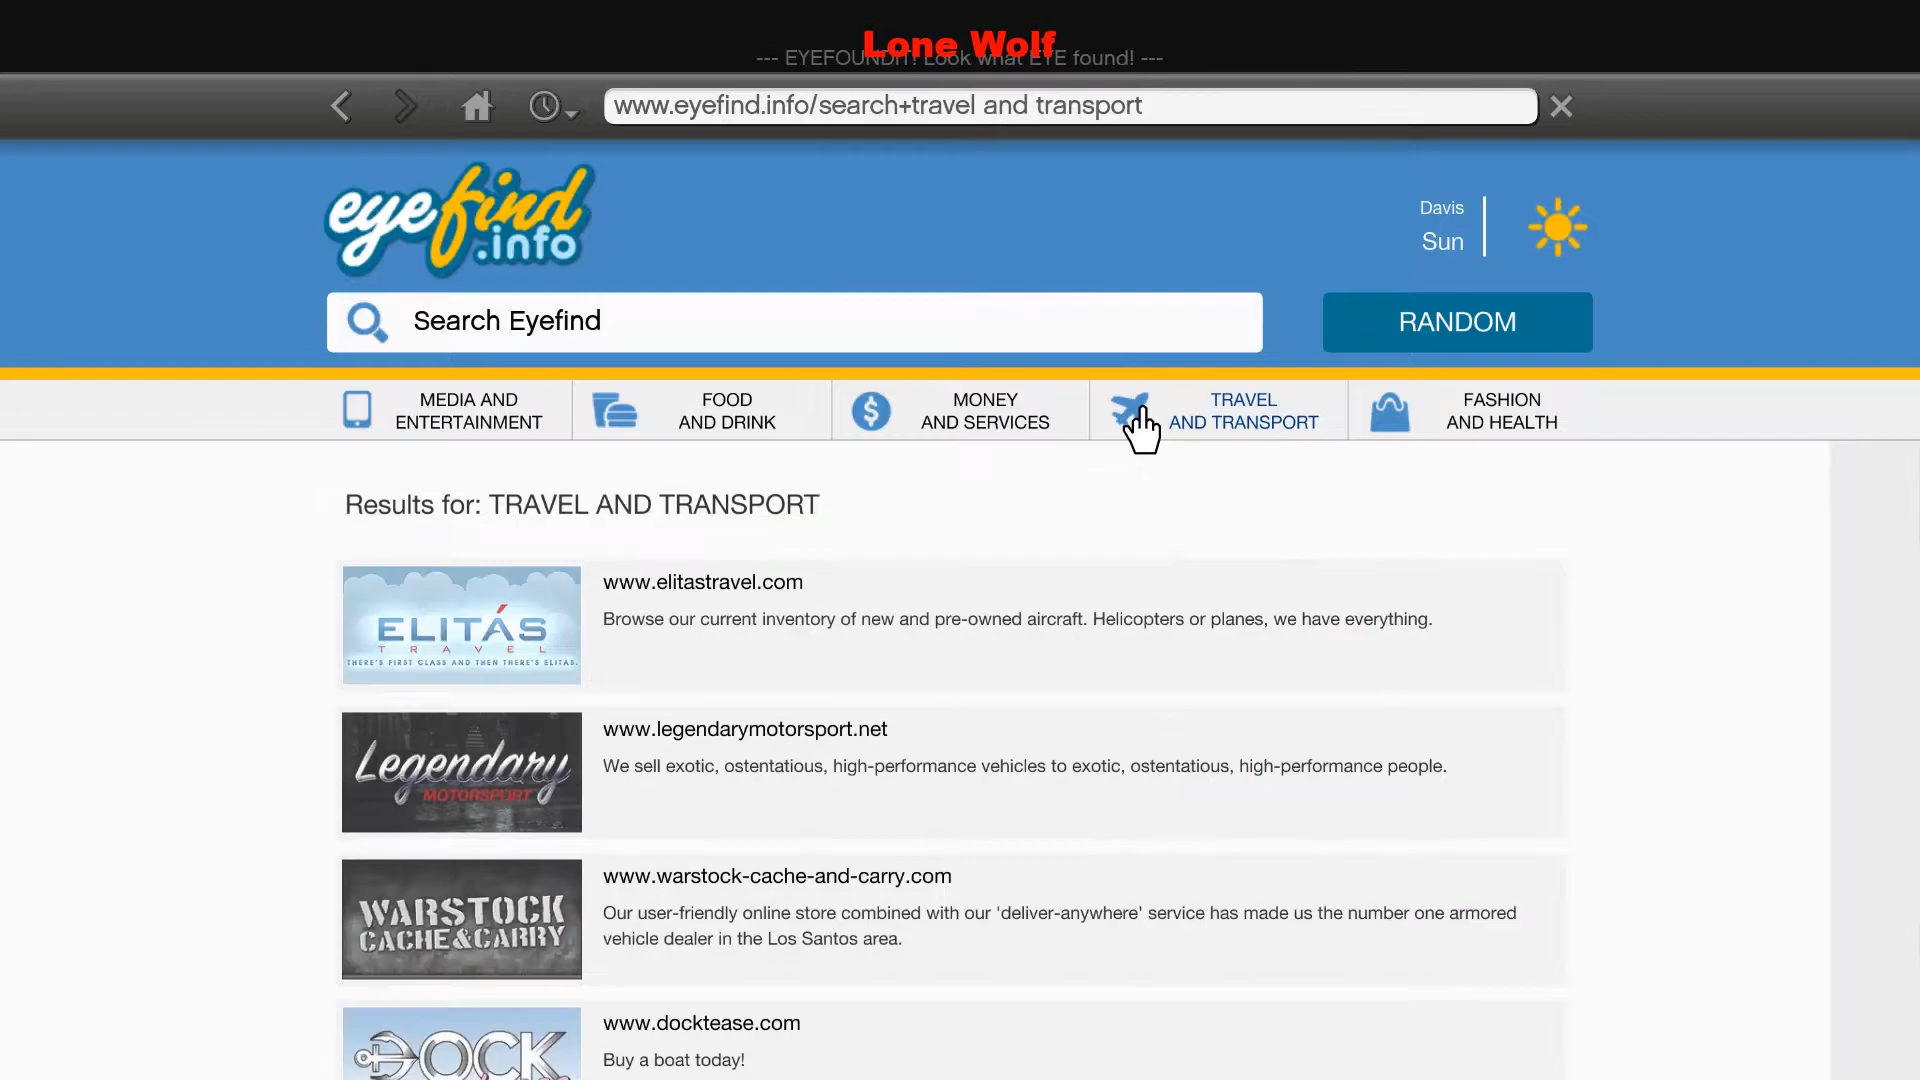 Lone Wolf
--- EYEFOUNDIT! Look what EYE found! ---
www.eyefind.info/search+travel and transport
eyefind
.info
Davis
Sun
Search Eyefind
RANDOM
MEDIA AND
ENTERTAINMENT
FOOD
AND DRINK
MONEY
AND SERVICES
TRAVEL
AND TRANSPORT
FASHION
AND HEALTH
Results for: TRAVEL AND TRANSPORT
ELITÁS
TRAVEL
THERE'S FIRST CLASS AND THEN THERE'S ELITAS.
www.elitastravel.com
Browse our current inventory of new and pre-owned aircraft. Helicopters or planes, we have everything.
Legendary
MOTORSPORT
www.legendarymotorsport.net
We sell exotic, ostentatious, high-performance vehicles to exotic, ostentatious, high-performance people.
WARSTOCK
CACHE&CARRY
www.warstock-cache-and-carry.com
Our user-friendly online store combined with our 'deliver-anywhere' service has made us the number one armored
vehicle dealer in the Los Santos area.
DOCK
www.docktease.com
Buy a boat today!